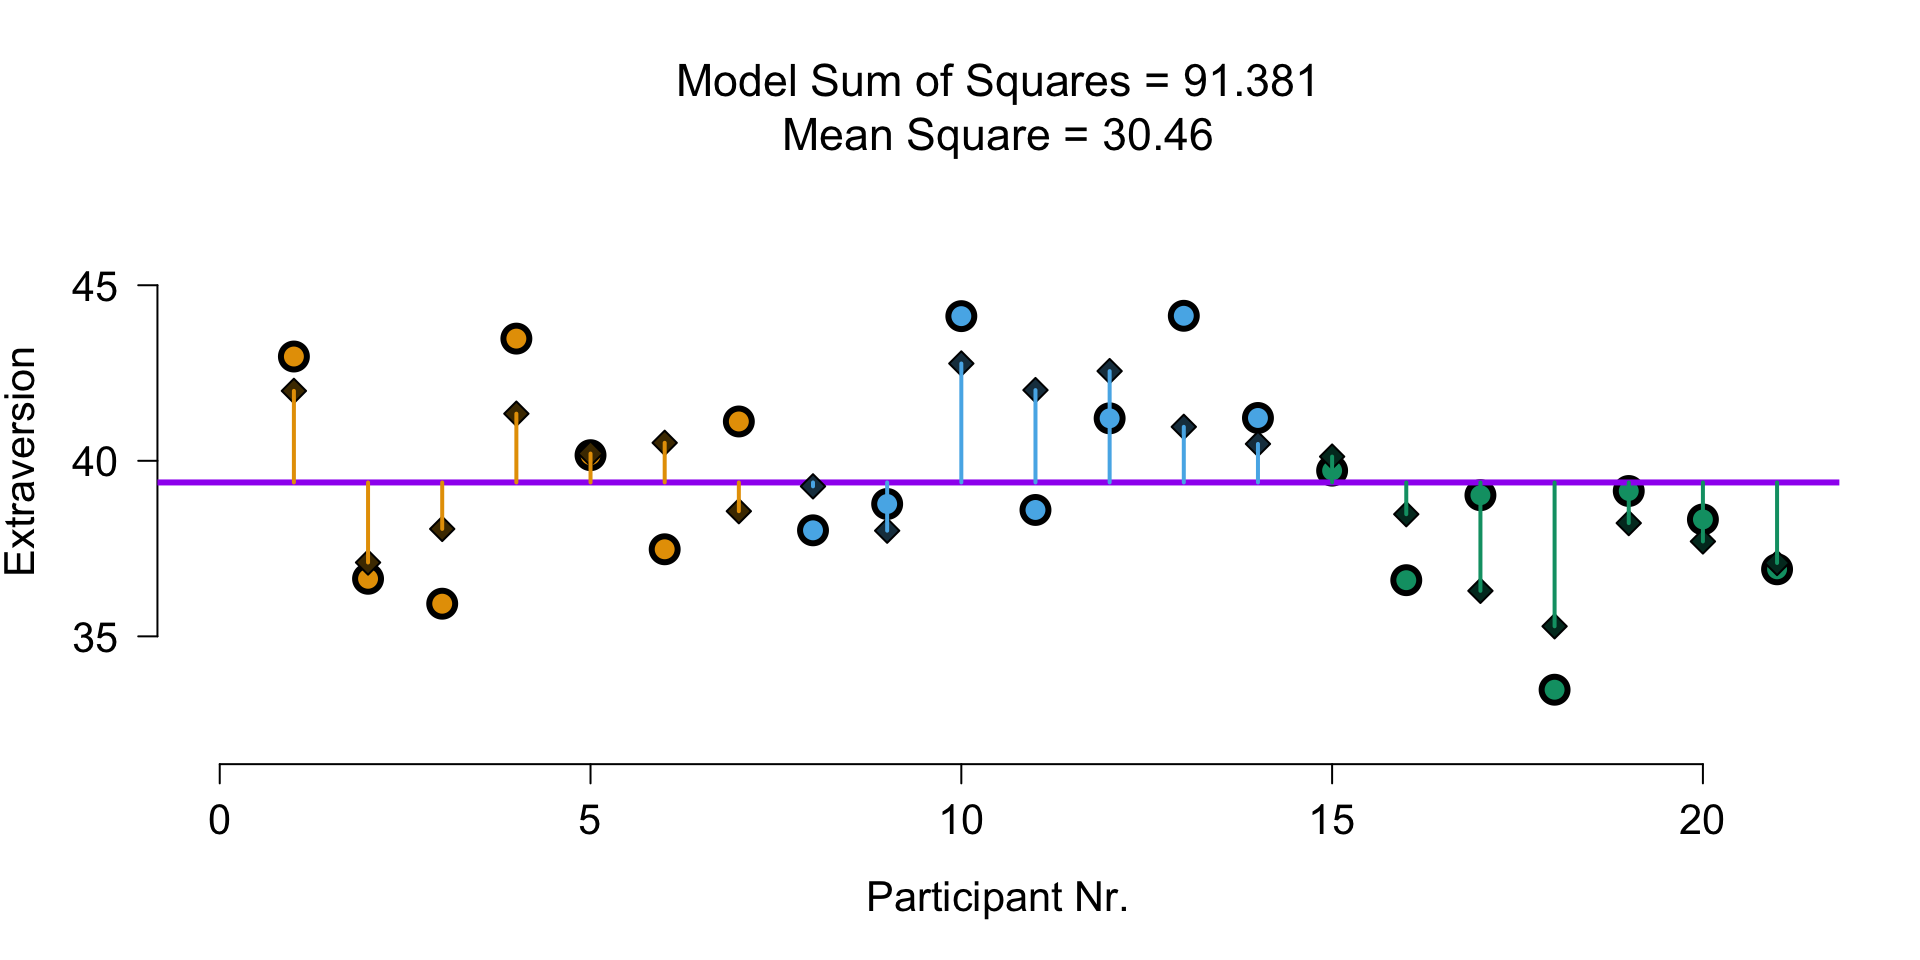 Model Sum of Squares = 91.381
Mean Square = 30.46
Extraversion
45
40
35
0 5 10 15 20
Participant Nr.